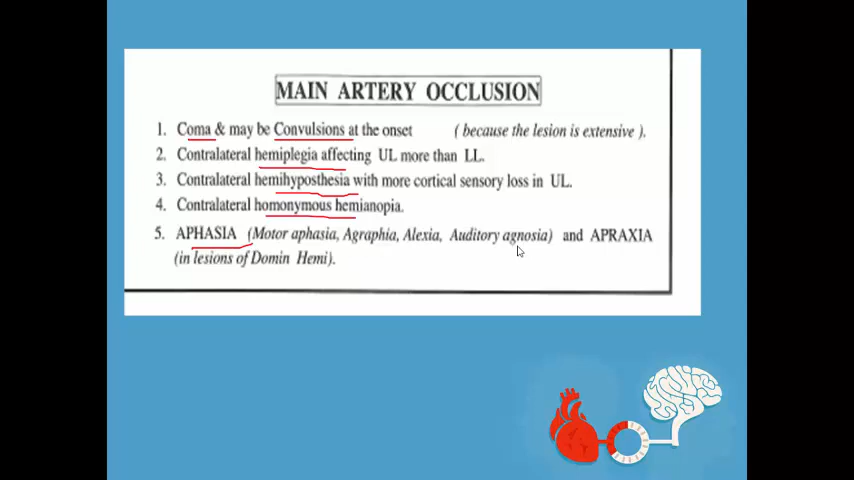 MAIN ARTERY OCCLUSION
1. Coma & may be Convulsions at the onset ( because the lesion is extensive ).
2. Contralateral hemiplegia affecting UL more than LL.
3. Contralateral hemihyposthesia with more cortical sensory loss in UL.
4. Contralateral homonymous hemianopia.
5. APHASIA (Motor aphasia, Agraphia, Alexia, Auditory agnosia) and APRAXIA
(in lesions of Domin Hemi).